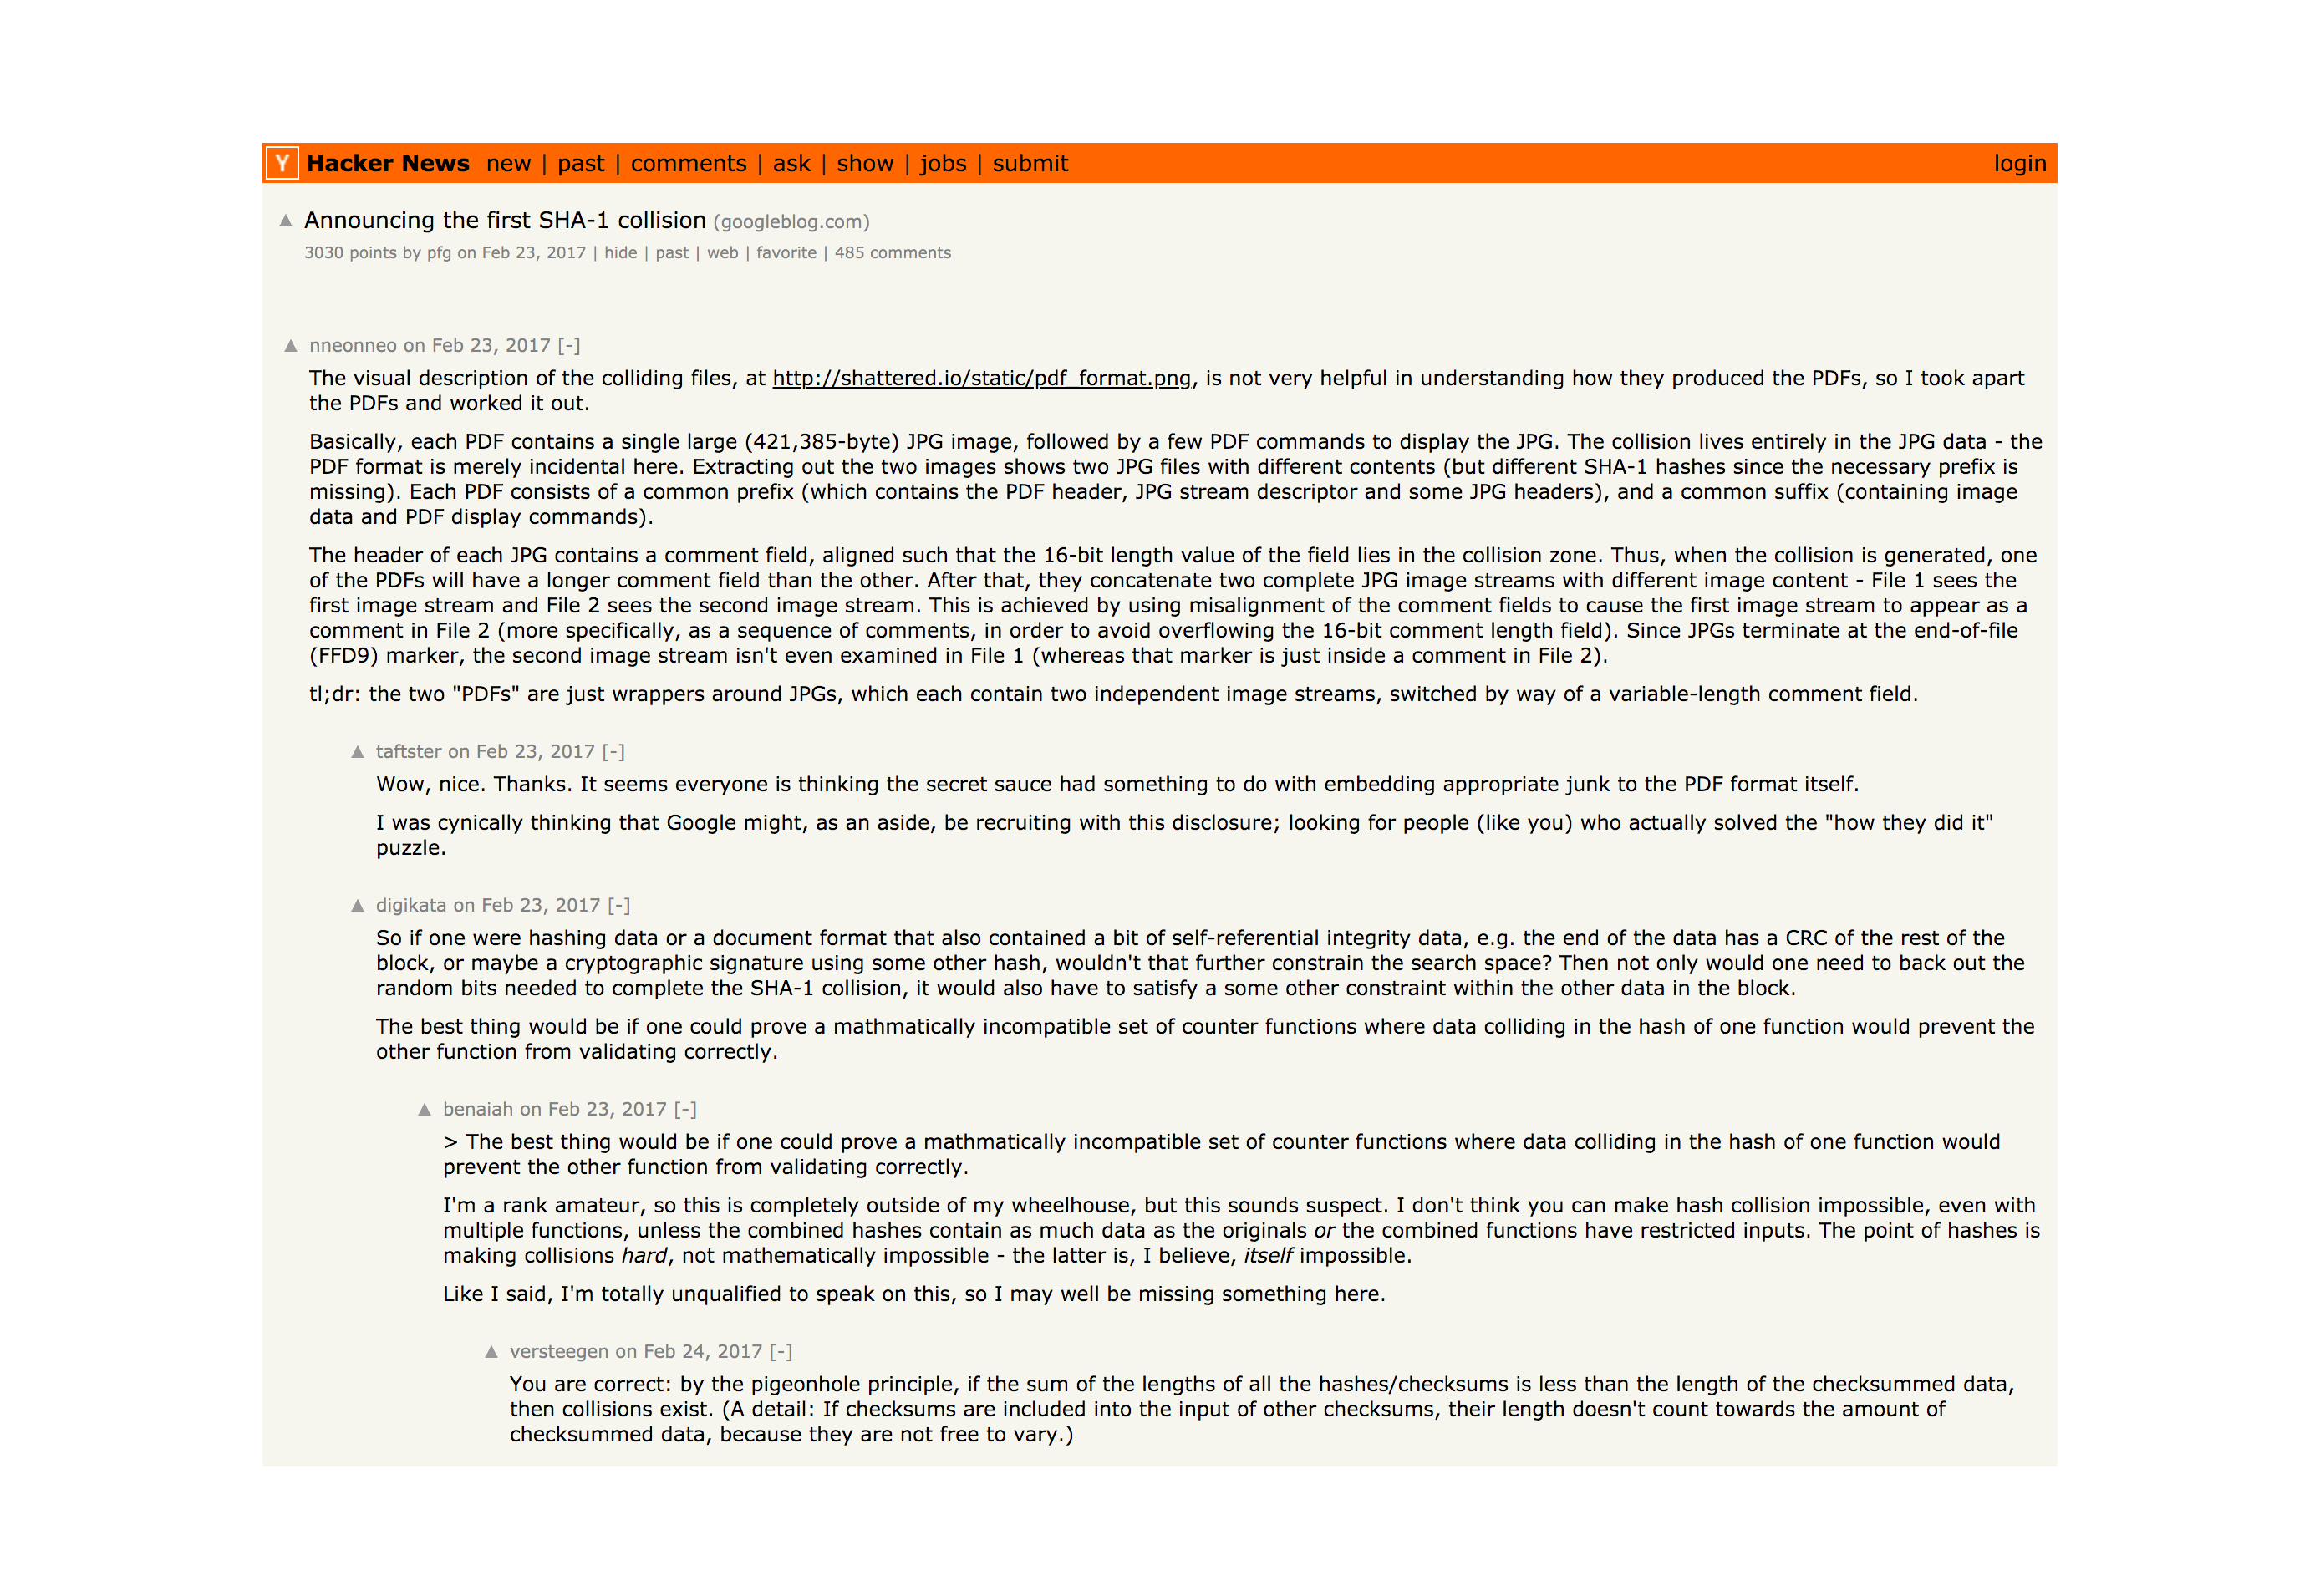 Y Hacker News new | past | comments | ask | show | jobs | submit login
▲ Announcing the first SHA-1 collision (googleblog.com)
3030 points by pfg on Feb 23, 2017 | hide | past | web | favorite | 485 comments
▲ nneonneo on Feb 23, 2017 [-]
The visual description of the colliding files, at http://shattered.io/static/pdf_format.png, is not very helpful in understanding how they produced the PDFs, so I took apart
the PDFs and worked it out.
Basically, each PDF contains a single large (421,385-byte) JPG image, followed by a few PDF commands to display the JPG. The collision lives entirely in the JPG data - the
PDF format is merely incidental here. Extracting out the two images shows two JPG files with different contents (but different SHA-1 hashes since the necessary prefix is
missing). Each PDF consists of a common prefix (which contains the PDF header, JPG stream descriptor and some JPG headers), and a common suffix (containing image
data and PDF display commands).
The header of each JPG contains a comment field, aligned such that the 16-bit length value of the field lies in the collision zone. Thus, when the collision is generated, one
of the PDFs will have a longer comment field than the other. After that, they concatenate two complete JPG image streams with different image content - File 1 sees the
first image stream and File 2 sees the second image stream. This is achieved by using misalignment of the comment fields to cause the first image stream to appear as a
comment in File 2 (more specifically, as a sequence of comments, in order to avoid overflowing the 16-bit comment length field). Since JPGs terminate at the end-of-file
(FFD9) marker, the second image stream isn't even examined in File 1 (whereas that marker is just inside a comment in File 2).
tl;dr: the two "PDFs" are just wrappers around JPGs, which each contain two independent image streams, switched by way of a variable-length comment field.
▲ taftster on Feb 23, 2017 [-]
Wow, nice. Thanks. It seems everyone is thinking the secret sauce had something to do with embedding appropriate junk to the PDF format itself.
I was cynically thinking that Google might, as an aside, be recruiting with this disclosure; looking for people (like you) who actually solved the "how they did it"
puzzle.
▲ digikata on Feb 23, 2017 [-]
So if one were hashing data or a document format that also contained a bit of self-referential integrity data, e.g. the end of the data has a CRC of the rest of the
block, or maybe a cryptographic signature using some other hash, wouldn't that further constrain the search space? Then not only would one need to back out the
random bits needed to complete the SHA-1 collision, it would also have to satisfy a some other constraint within the other data in the block.
The best thing would be if one could prove a mathmatically incompatible set of counter functions where data colliding in the hash of one function would prevent the
other function from validating correctly.
▲ benaiah on Feb 23, 2017 [-]
> The best thing would be if one could prove a mathmatically incompatible set of counter functions where data colliding in the hash of one function would
prevent the other function from validating correctly.
I'm a rank amateur, so this is completely outside of my wheelhouse, but this sounds suspect. I don't think you can make hash collision impossible, even with
multiple functions, unless the combined hashes contain as much data as the originals or the combined functions have restricted inputs. The point of hashes is
making collisions hard, not mathematically impossible - the latter is, I believe, itself impossible.
Like I said, I'm totally unqualified to speak on this, so I may well be missing something here.
▲ versteegen on Feb 24, 2017 [-]
You are correct: by the pigeonhole principle, if the sum of the lengths of all the hashes/checksums is less than the length of the checksummed data,
then collisions exist. (A detail: If checksums are included into the input of other checksums, their length doesn't count towards the amount of
checksummed data, because they are not free to vary.)